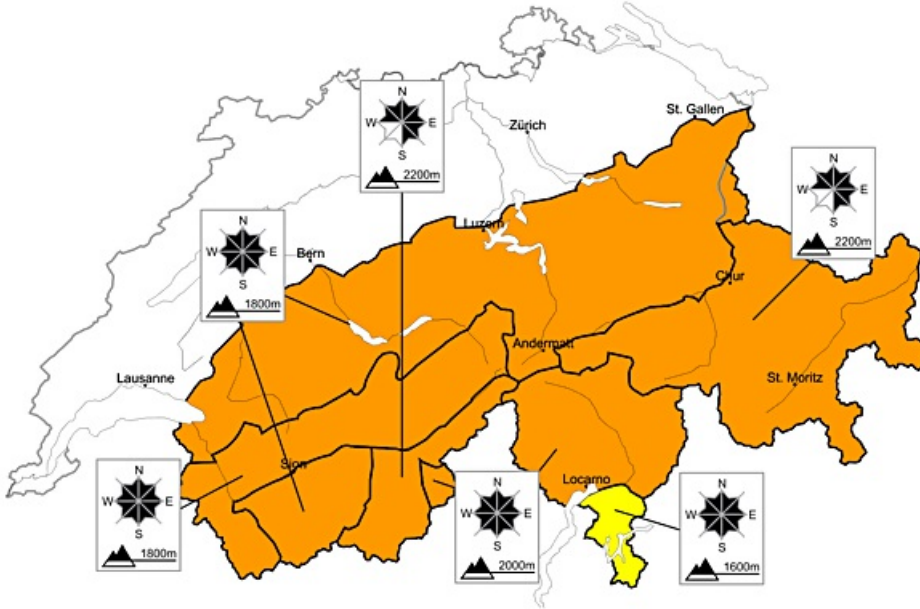 N
W E
S
2200m
St. Gallen
Zürich
N
W E
S
2200m
N
W E
S
1800m
Luzern
Bern
Chur
Andermatt
Lausanne
St. Moritz
Sion
Locarno
N
W E
S
1800m
N
W E
S
2000m
N
W E
S
1600m